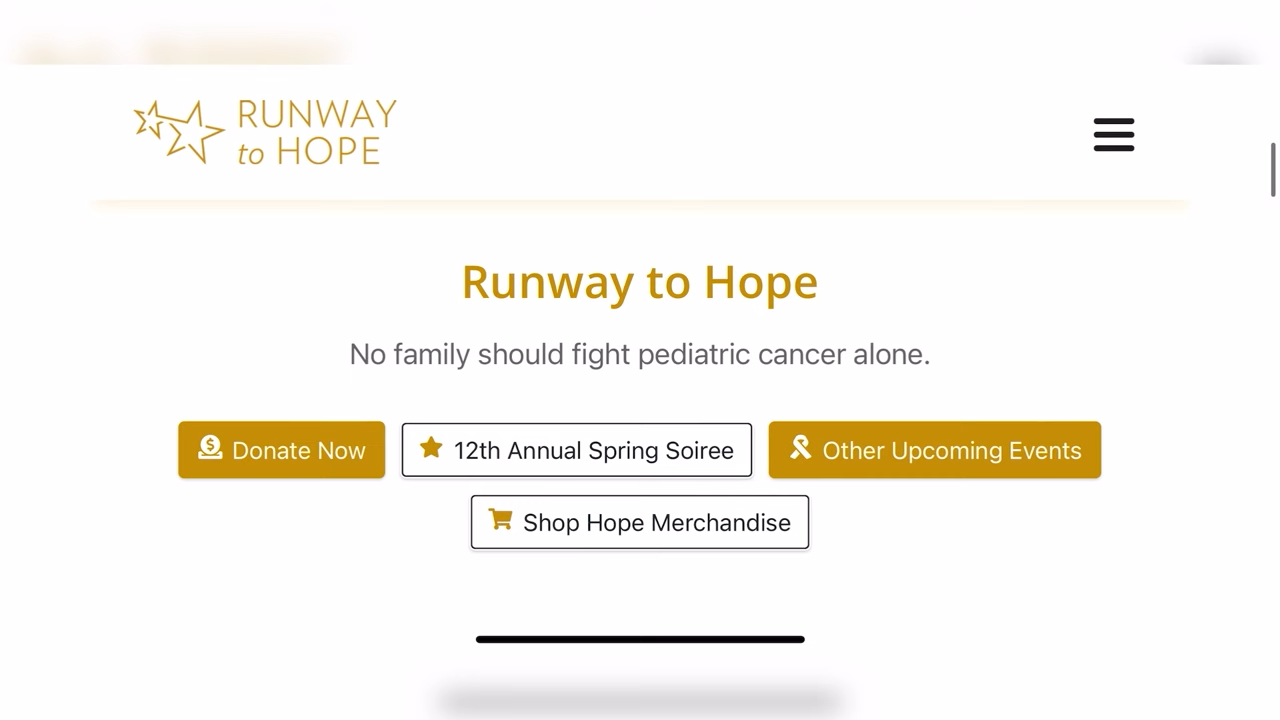 RUNWAY
to HOPE
Runway to Hope
No family should fight pediatric cancer alone.
Donate Now
12th Annual Spring Soiree
Other Upcoming Events
Shop Hope Merchandise